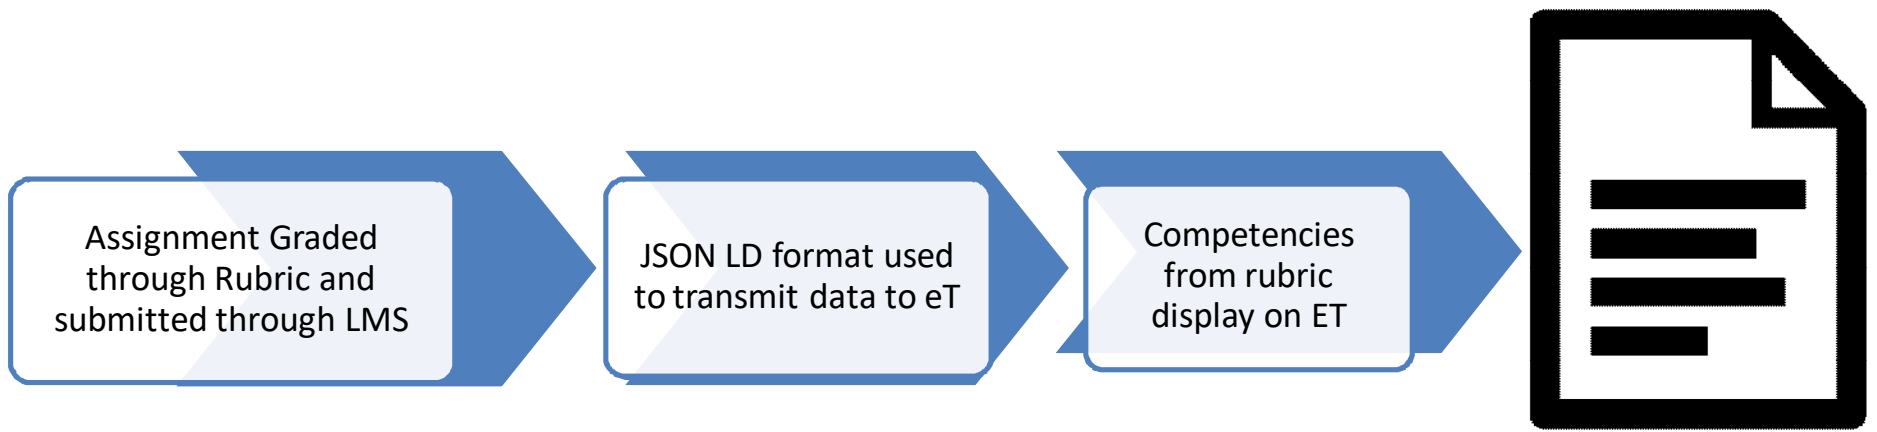 Assignment Graded
through Rubric and
submitted through LMS
JSON LD format used
to transmit data to eT
Competencies
from rubric
display on ET